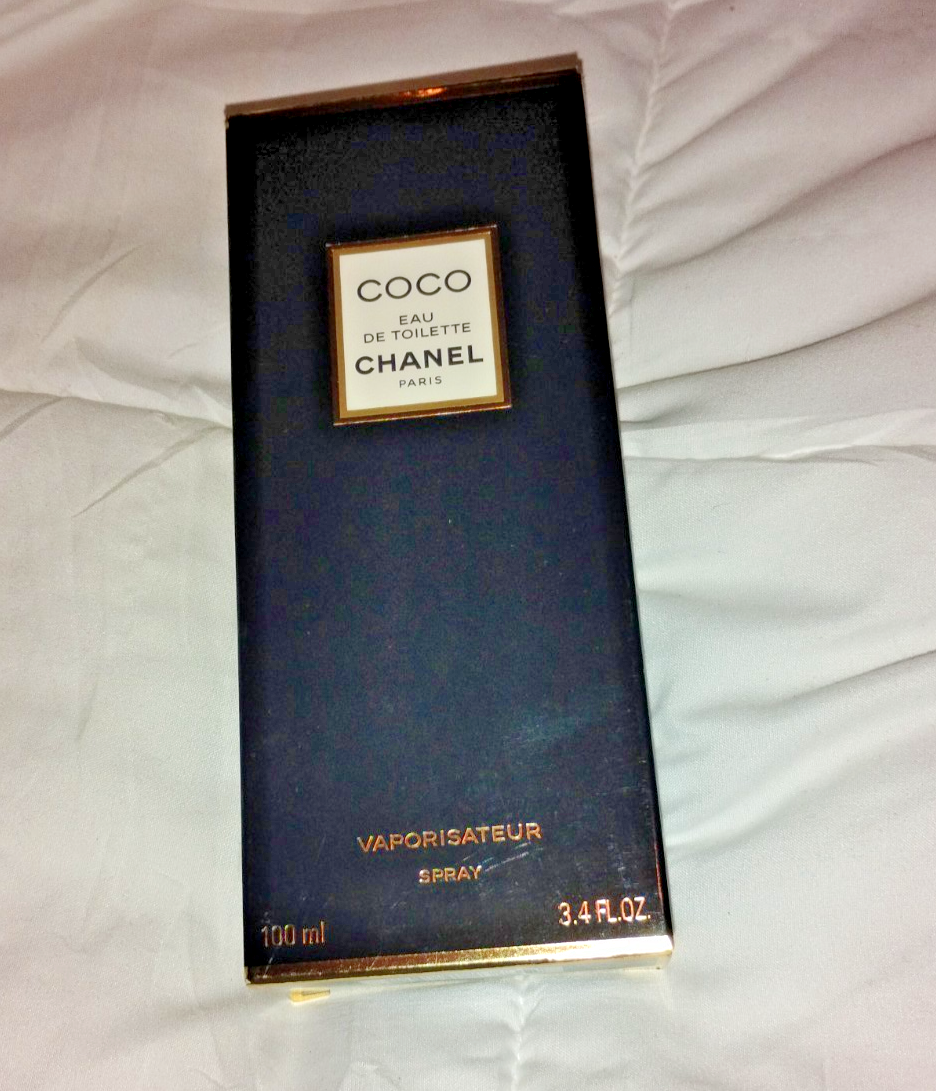 COCO
EAU
DE TOILETTE
CHANEL
PARIS
VAPORISATEUR
SPRAY
100 ml 3.4 FL.OZ.